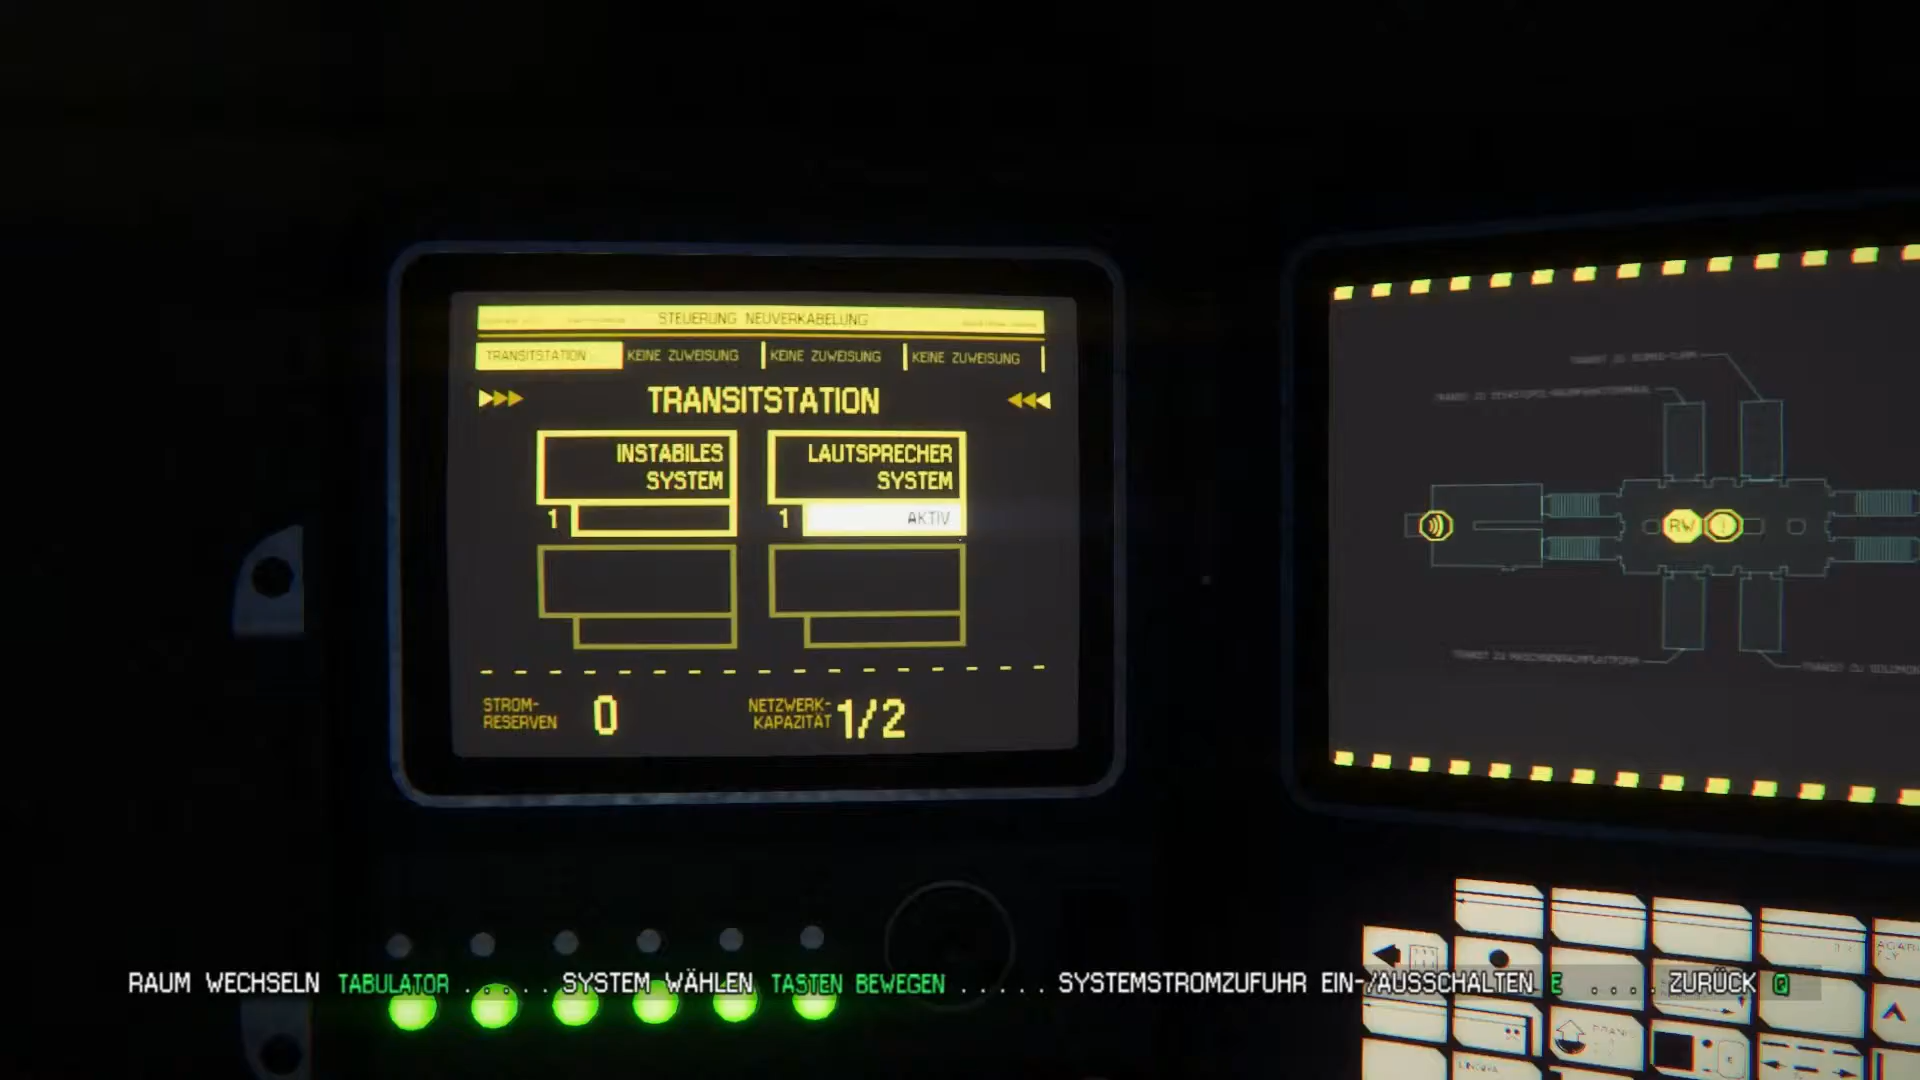 STEUERUNG NEUVERKABELUNG
TRANSITSTATION
KEINE ZUWEISUNG
KEINE ZUWEISUNG
KEINE ZUWEISUNG
TRANSITSTATION
INSTABILES
SYSTEM
1
LAUTSPRECHER
SYSTEM
1
AKTIV
STROM-
RESERVEN
0
NETZWERK-
KAPAZITÄT
1/2
RW
RAUM WECHSELN TABULATOR ..... SYSTEM WÄHLEN TASTEN BEWEGEN ..... SYSTEMSTROMZUFUHR EIN-/AUSSCHALTEN E ..... ZURÜCK Q